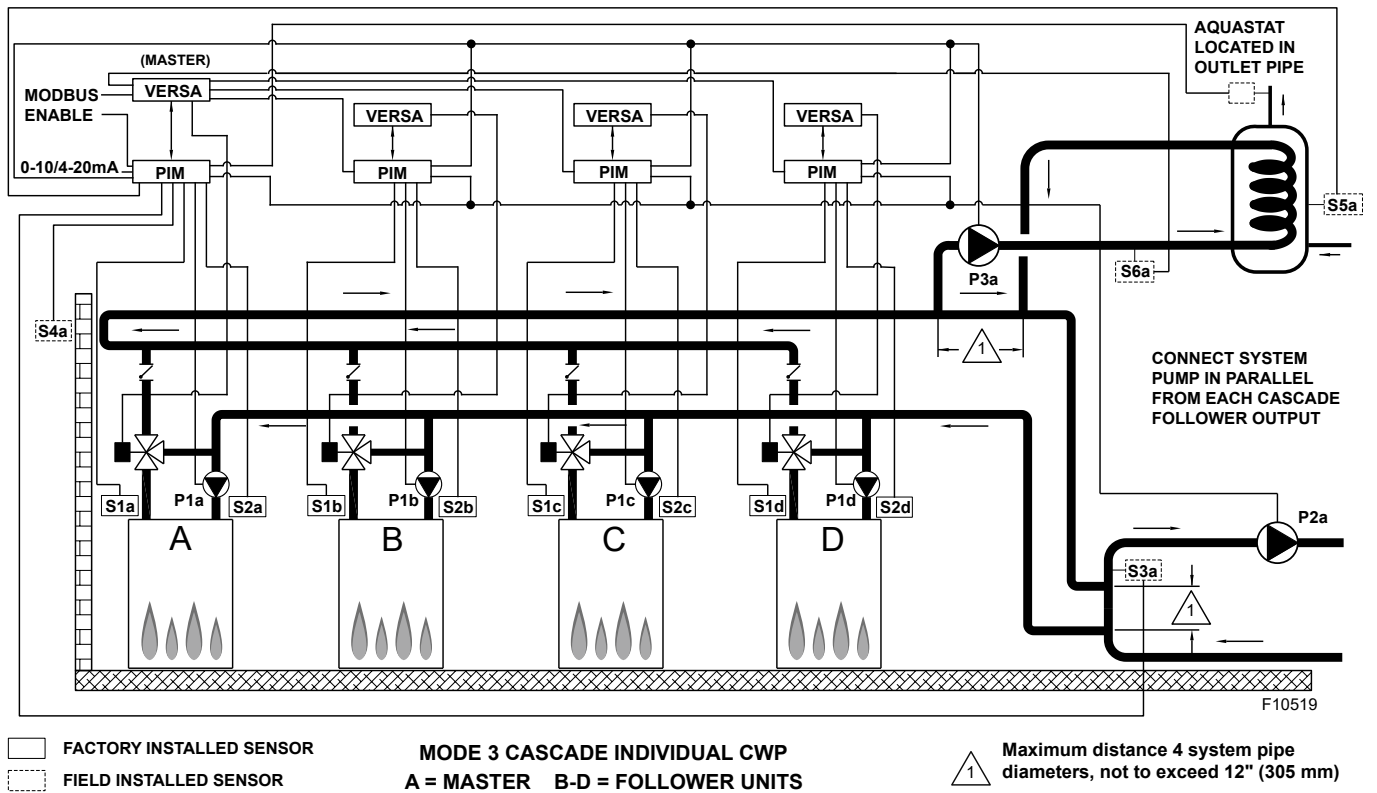 AQUASTAT
LOCATED IN
OUTLET PIPE
(MASTER)
VERSA
MODBUS
ENABLE
VERSA
VERSA
VERSA
0-10/4-20mA
PIM
PIM
PIM
PIM
S5a
P3a
S6a
S4a
1
CONNECT SYSTEM
PUMP IN PARALLEL
FROM EACH CASCADE
FOLLOWER OUTPUT
S1a
P1a
S2a
S1b
P1b
S2b
S1c
P1c
S2c
S1d
P1d
S2d
P2a
A
B
C
D
S3a
1
F10519
FACTORY INSTALLED SENSOR
FIELD INSTALLED SENSOR
MODE 3 CASCADE INDIVIDUAL CWP
A = MASTER B-D = FOLLOWER UNITS
1
Maximum distance 4 system pipe
diameters, not to exceed 12" (305 mm)